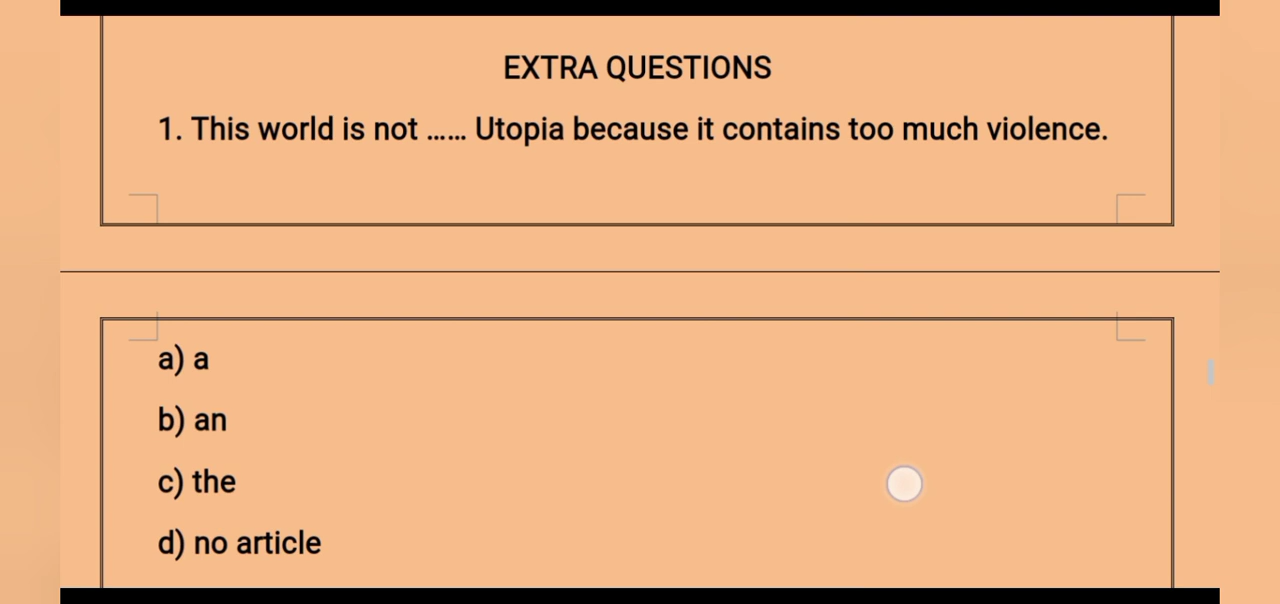 EXTRA QUESTIONS
1. This world is not ...... Utopia because it contains too much violence.
a) a
b) an
c) the
d) no article